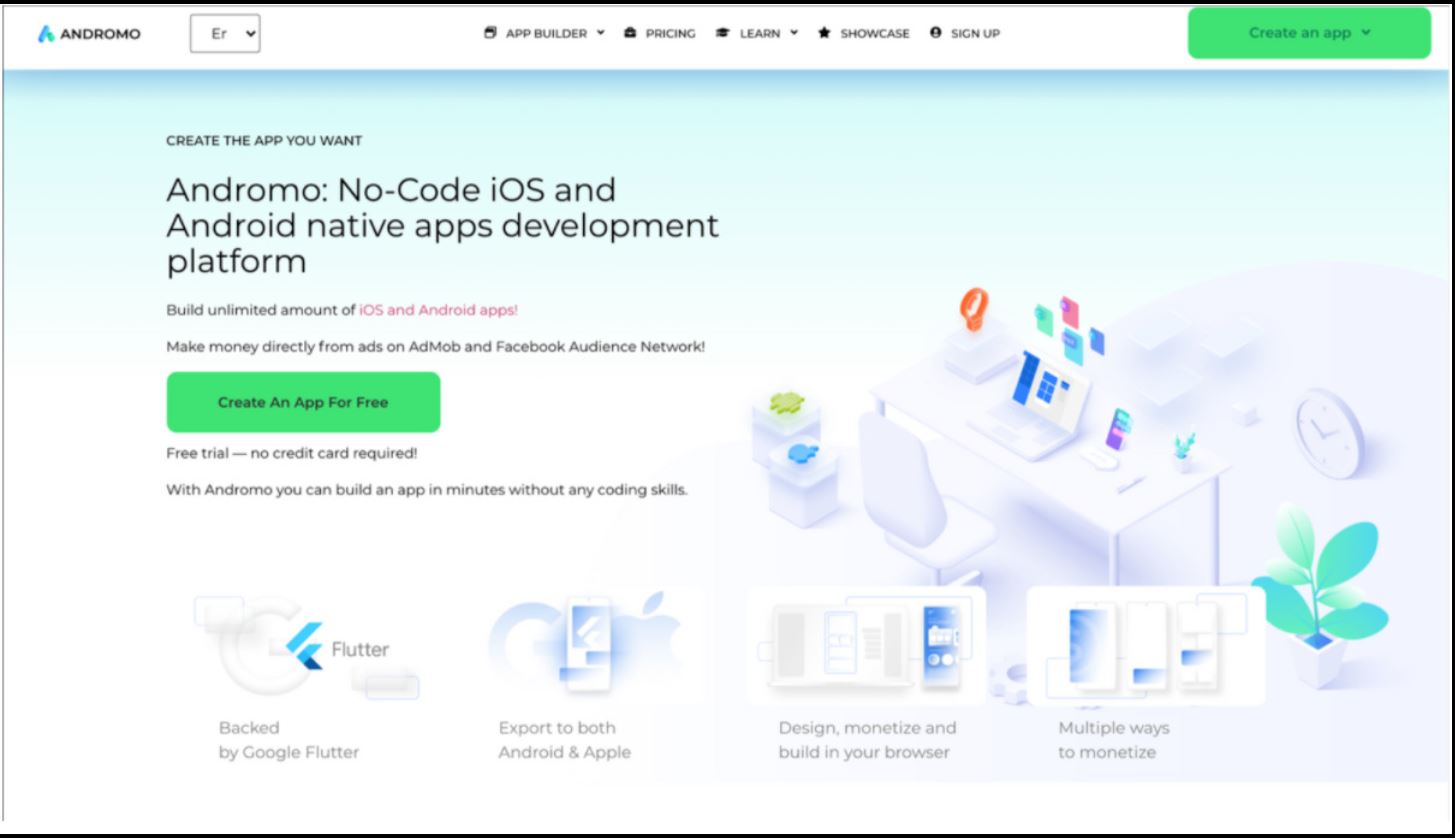 ANDROMO
Er
APP BUILDER
PRICING
LEARN
SHOWCASE
SIGN UP
Create an app
CREATE THE APP YOU WANT
Andromo: No-Code iOS and
Android native apps development
platform
Build unlimited amount of iOS and Android apps!
Make money directly from ads on AdMob and Facebook Audience Network!
Create An App For Free
Free trial — no credit card required!
With Andromo you can build an app in minutes without any coding skills.
Flutter
Backed
by Google Flutter
Export to both
Android & Apple
Design, monetize and
build in your browser
Multiple ways
to monetize